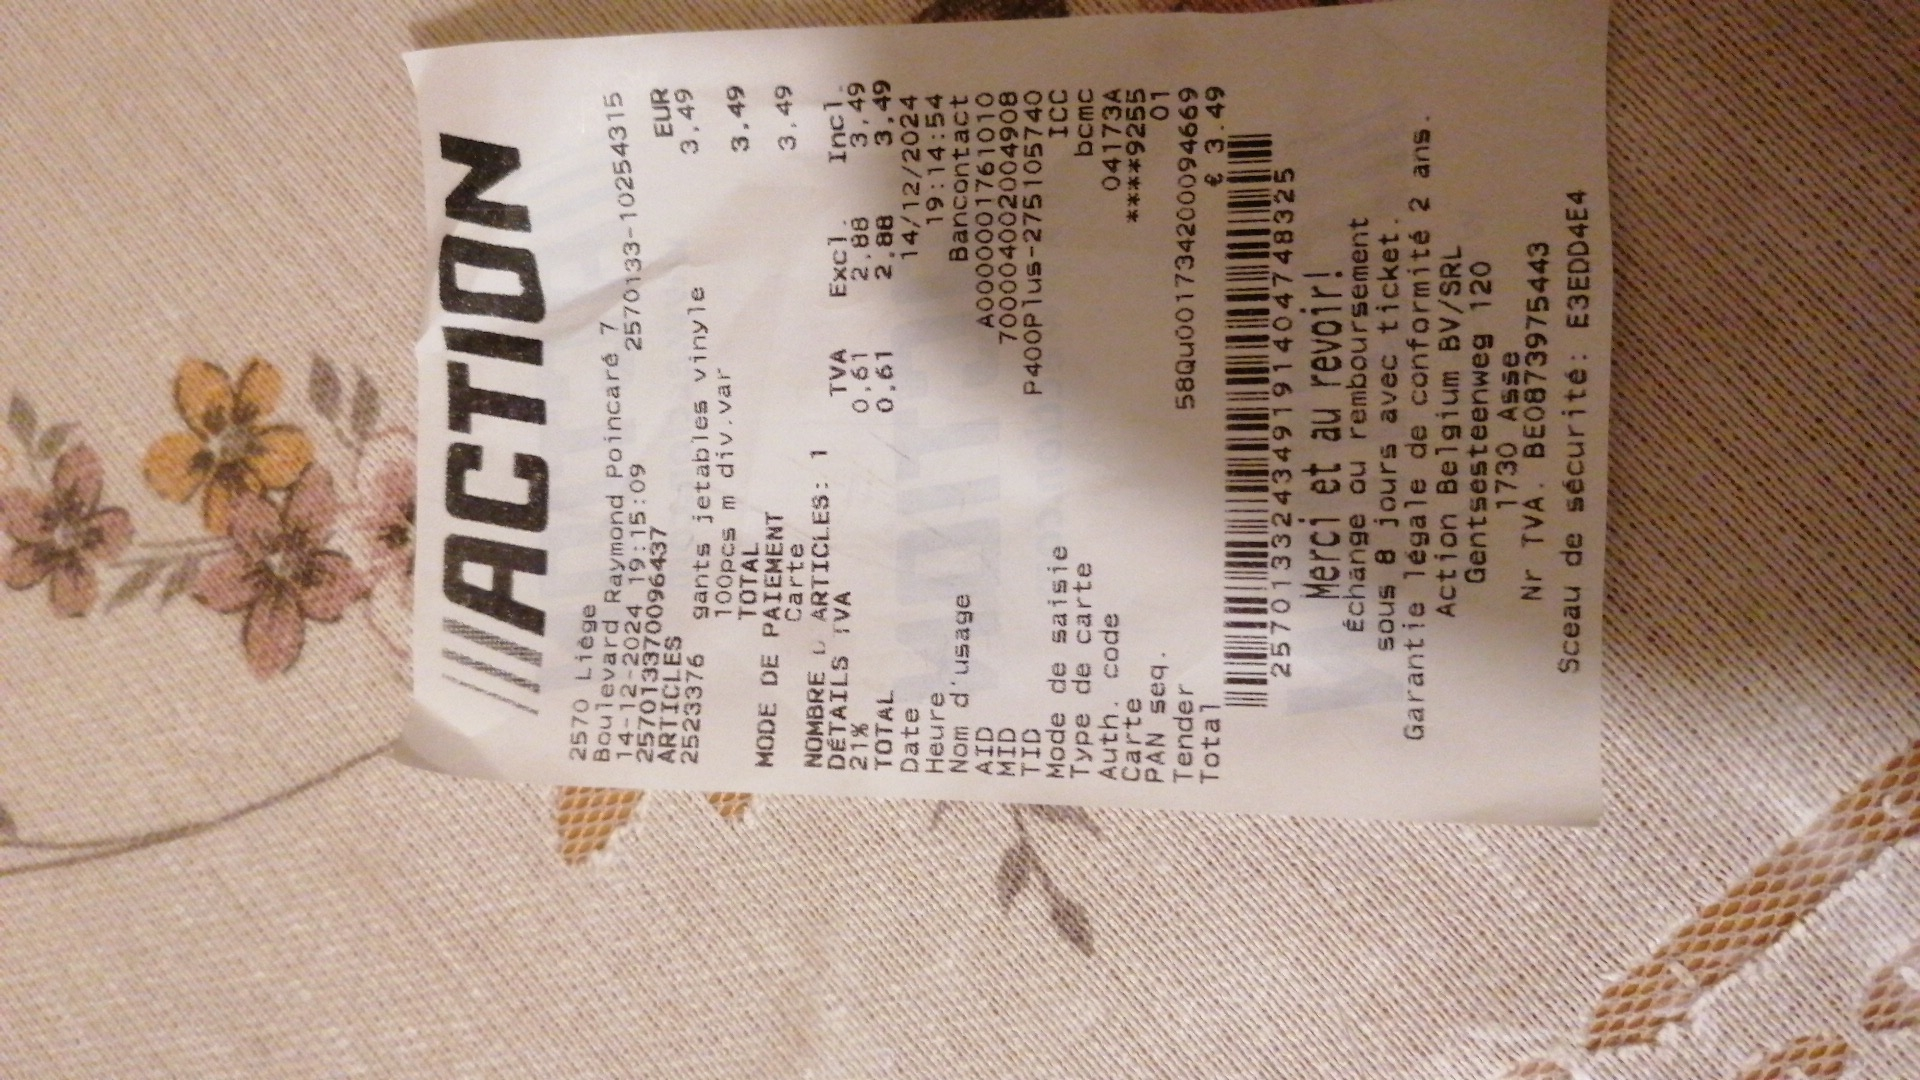 ACTION
2570 Liège
Boulevard Raymond Poincaré 7
14-12-2024 19:15:09 2570133-10254315
257013370096437
ARTICLES EUR
2523376 gants jetables vinyle 3,49
100pcs m div.var
TOTAL 3,49
MODE DE PAIEMENT
Carte 3,49
NOMBRE D ARTICLES: 1
DÉTAILS TVA TVA Excl. Incl.
21% 0,61 2,88 3,49
TOTAL 0,61 2,88 3,49
Date 14/12/2024
Heure 19:14:54
Nom d'usage Bancontact
AID A0000001761010
MID 700004002004908
TID P400Plus-275105740
Mode de saisie ICC
Type de carte bcmc
Auth. code 04173A
Carte ****9255
PAN seq. 01
Tender 58Qu001734200094669
Total € 3.49
257013324349191404748325
Merci et au revoir!
Échange ou remboursement
sous 8 jours avec ticket.
Garantie légale de conformité 2 ans.
Action Belgium BV/SRL
Gentsesteenweg 120
1730 Asse
Nr TVA. BE0873975443
Sceau de sécurité: E3EDD4E4